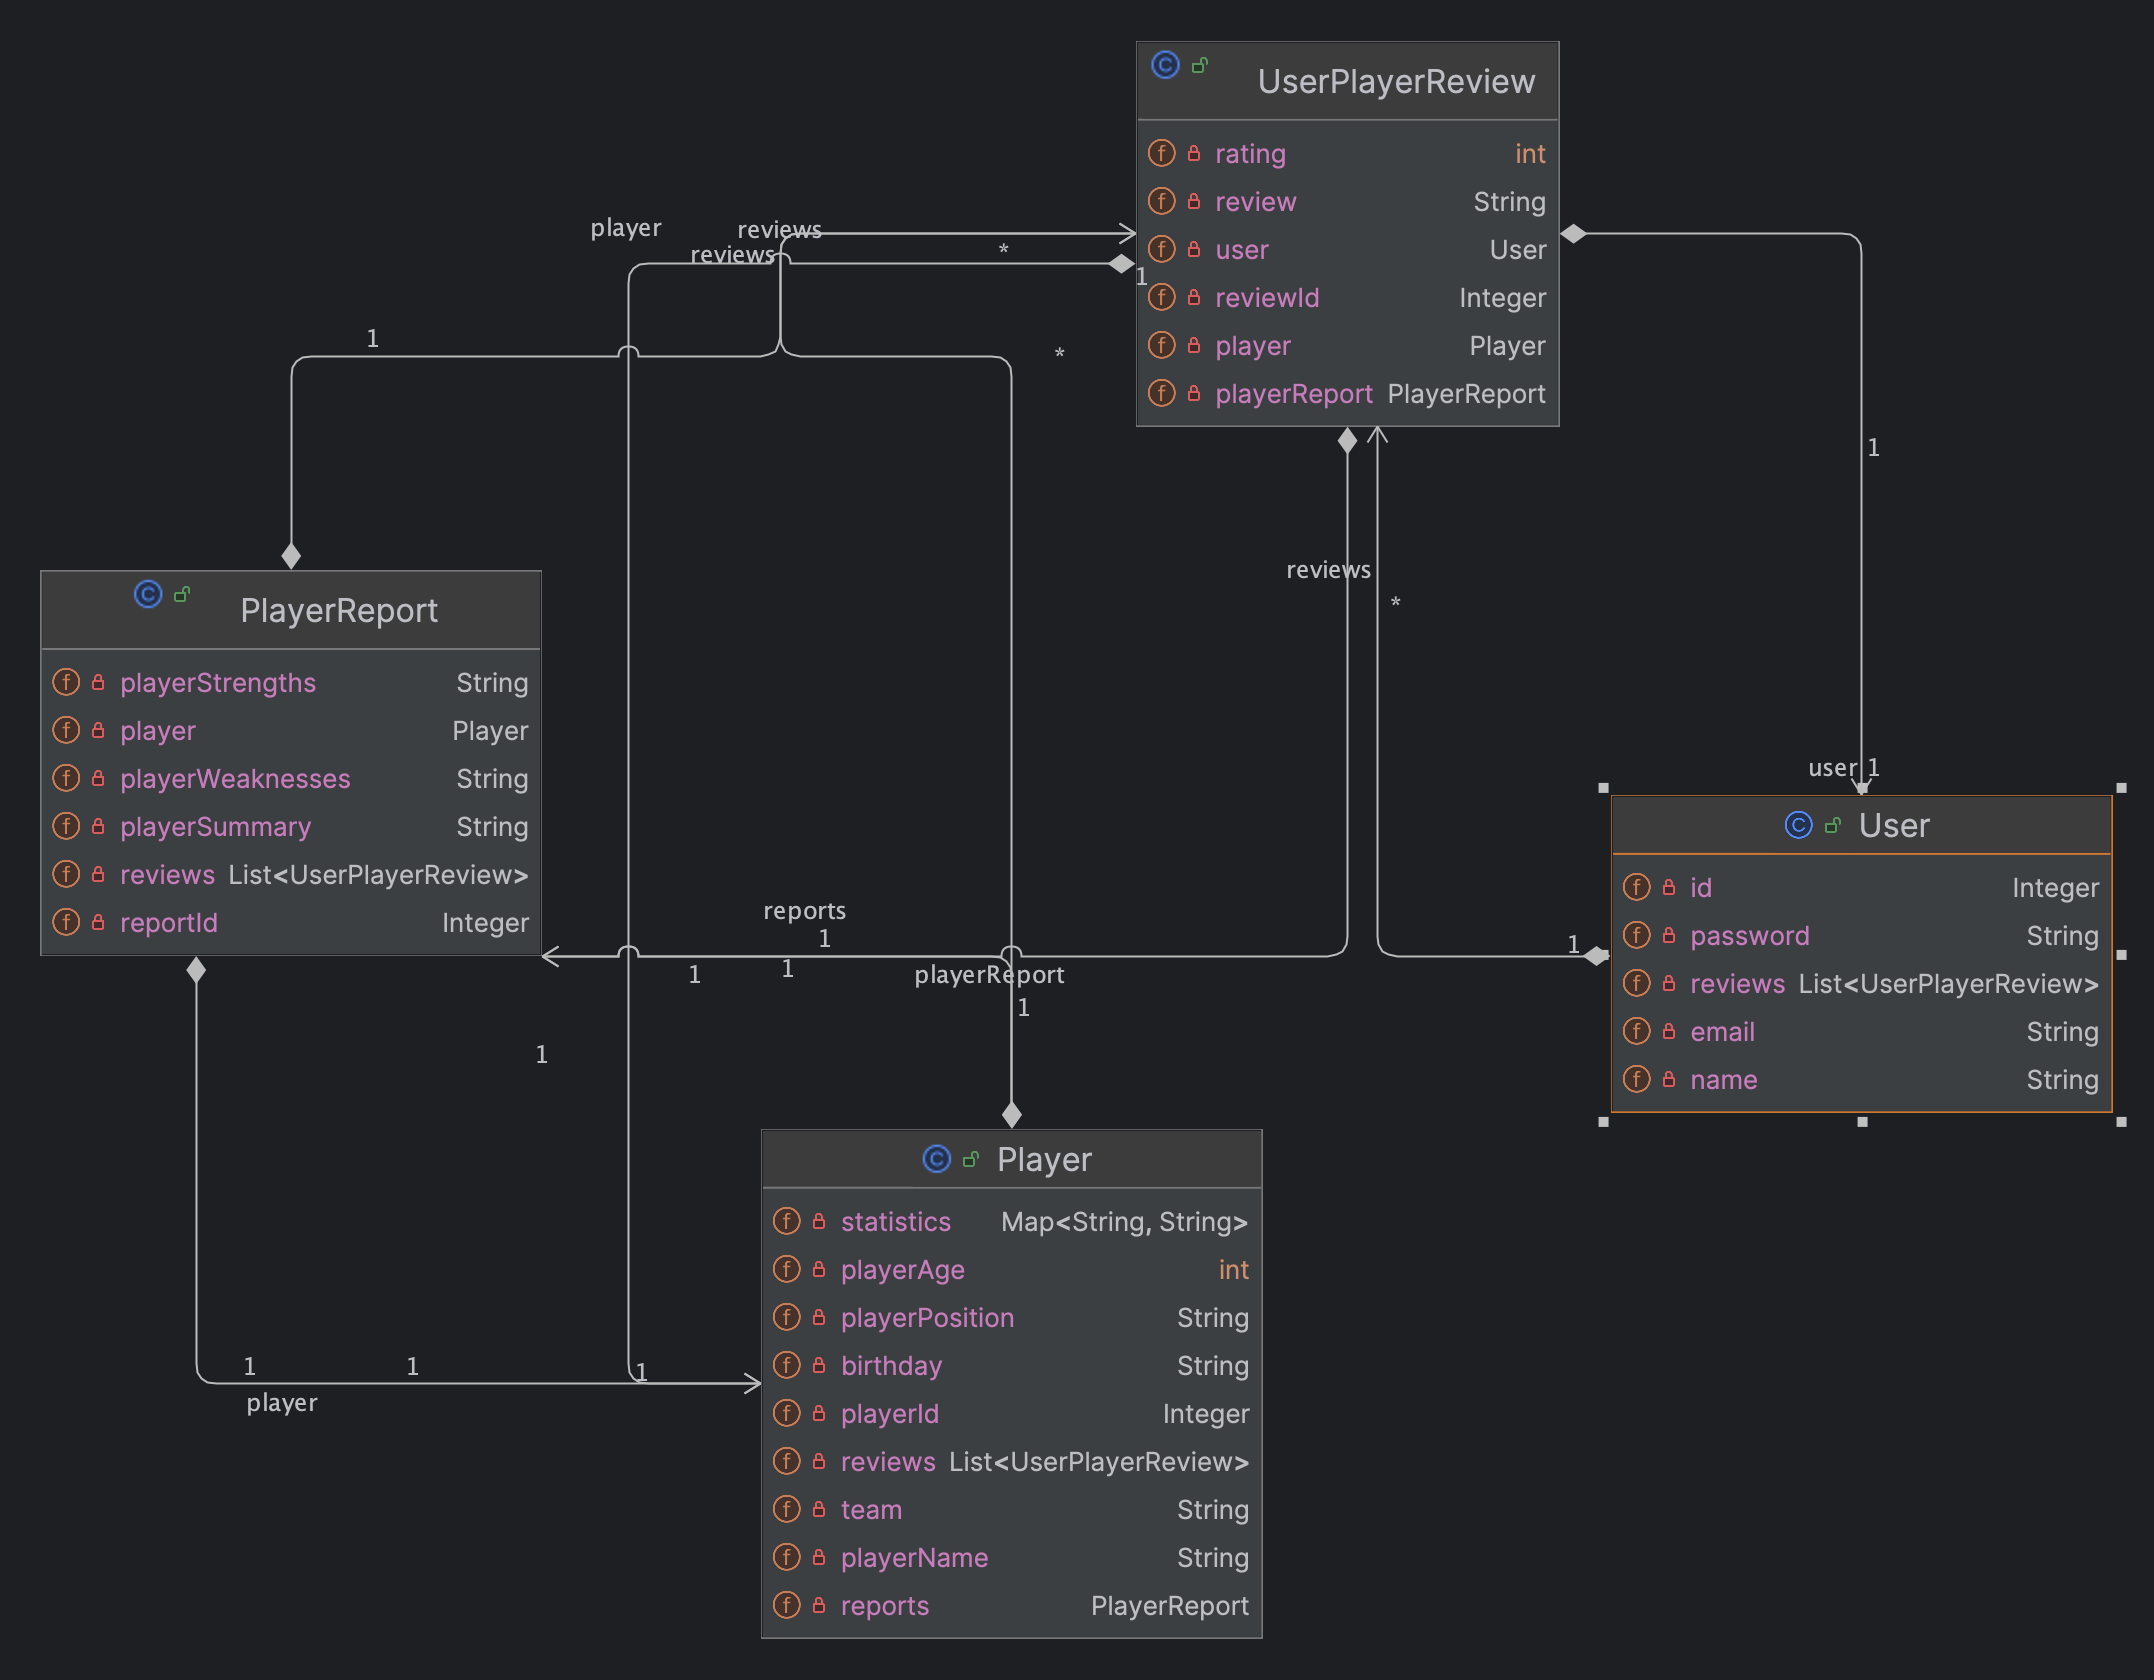 UserPlayerReview
rating int
review String
user User
reviewId Integer
player Player
playerReport PlayerReport
player
reviews
reviews
*
1
1
*
1
reviews
*
PlayerReport
playerStrengths String
player Player
playerWeaknesses String
playerSummary String
reviews List<UserPlayerReview>
reportId Integer
user 1
User
id Integer
password String
reviews List<UserPlayerReview>
email String
name String
reports
1
1
1
1
playerReport
1
1
Player
statistics Map<String, String>
playerAge int
playerPosition String
birthday String
playerId Integer
reviews List<UserPlayerReview>
team String
playerName String
reports PlayerReport
1
1
1
player